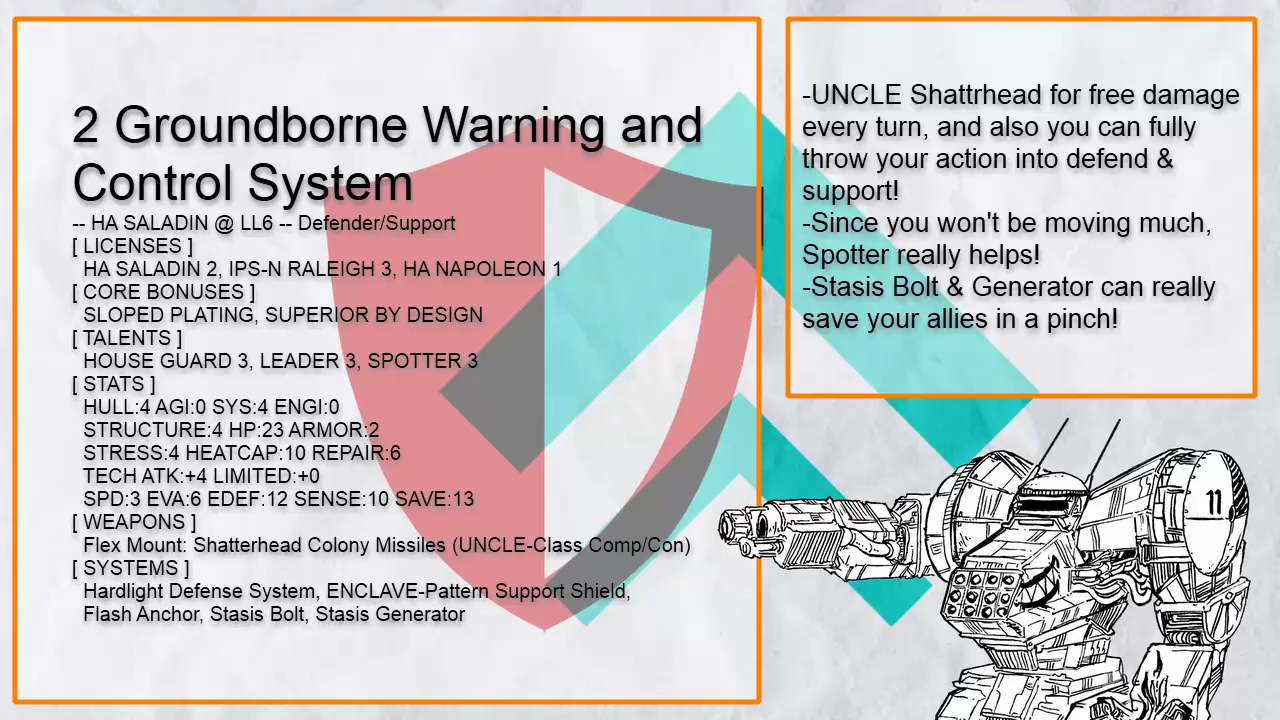 2 Groundborne Warning and
Control System
-- HA SALADIN @ LL6 -- Defender/Support
[ LICENSES ]
HA SALADIN 2, IPS-N RALEIGH 3, HA NAPOLEON 1
[ CORE BONUSES ]
SLOPED PLATING, SUPERIOR BY DESIGN
[ TALENTS ]
HOUSE GUARD 3, LEADER 3, SPOTTER 3
[ STATS ]
HULL:4 AGI:0 SYS:4 ENGI:0
STRUCTURE:4 HP:23 ARMOR:2
STRESS:4 HEATCAP:10 REPAIR:6
TECH ATK:+4 LIMITED:+0
SPD:3 EVA:6 EDEF:12 SENSE:10 SAVE:13
[ WEAPONS ]
Flex Mount: Shatterhead Colony Missiles (UNCLE-Class Comp/Con)
[ SYSTEMS ]
Hardlight Defense System, ENCLAVE-Pattern Support Shield,
Flash Anchor, Stasis Bolt, Stasis Generator
-UNCLE Shattrhead for free damage
every turn, and also you can fully
throw your action into defend &
support!
-Since you won't be moving much,
Spotter really helps!
-Stasis Bolt & Generator can really
save your allies in a pinch!
11